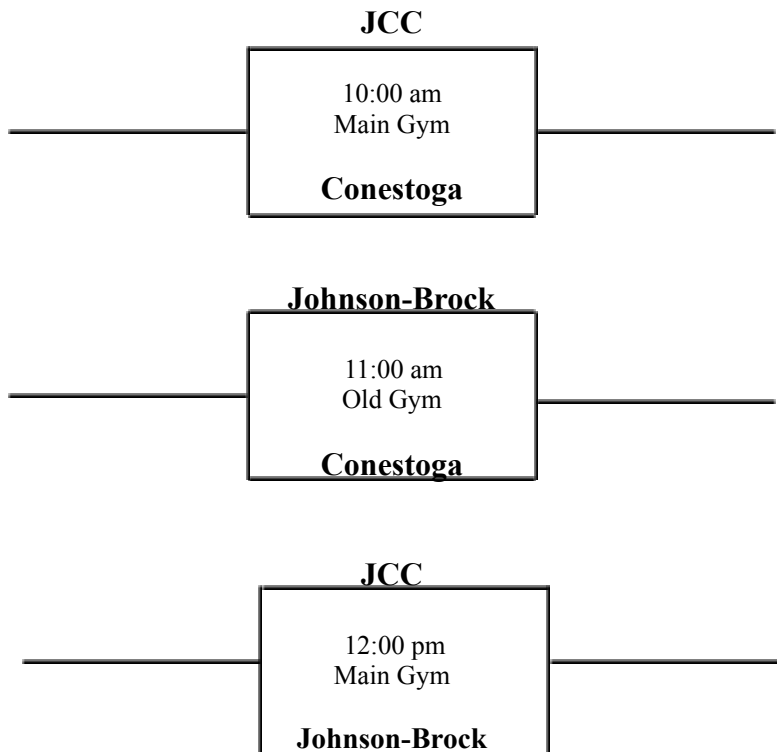 JCC
10:00 am
Main Gym
Conestoga
Johnson-Brock
11:00 am
Old Gym
Conestoga
JCC
12:00 pm
Main Gym
Johnson-Brock